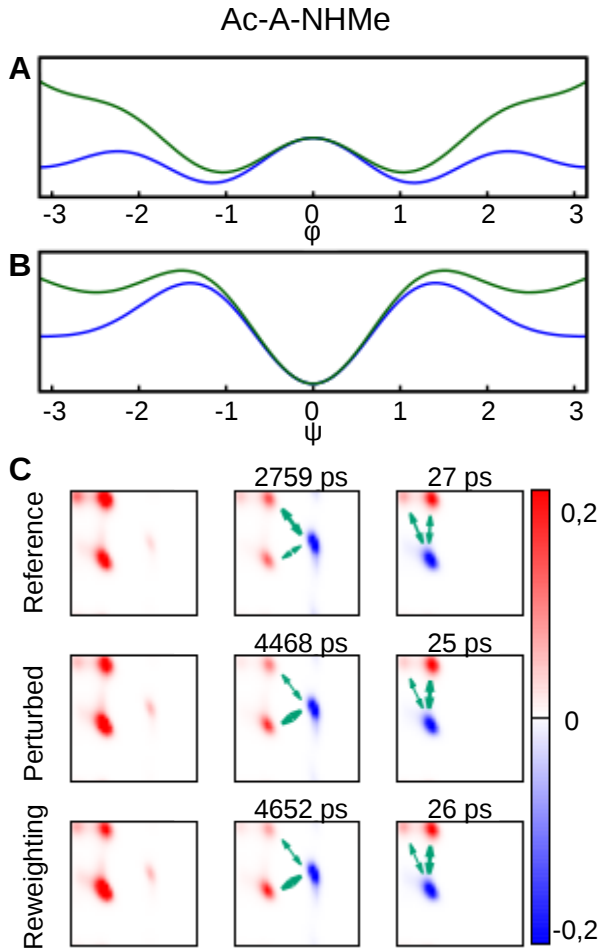 Ac-A-NHMe
A
-3 -2 -1 0 1 2 3
φ
B
-3 -2 -1 0 1 2 3
ψ
C
2759 ps 27 ps
Reference
0,2
4468 ps 25 ps
Perturbed
0
4652 ps 26 ps
Reweighting
-0,2